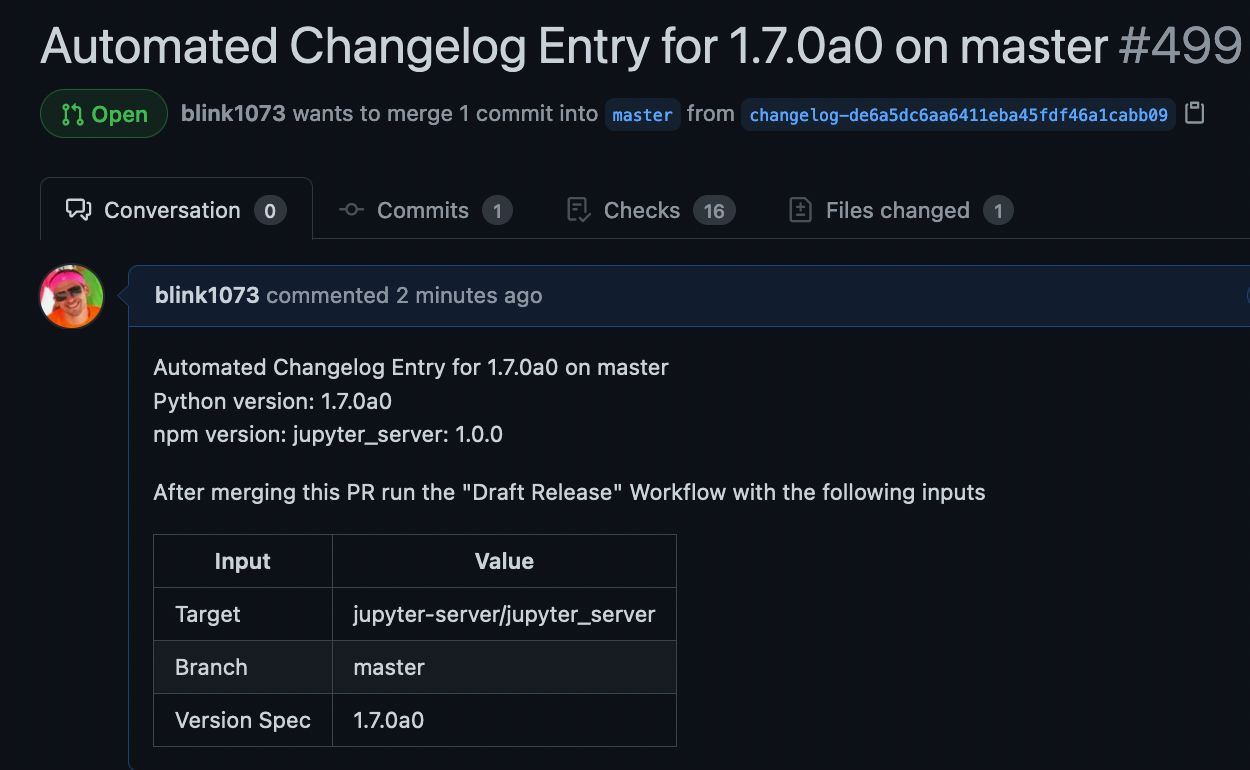 Automated Changelog Entry for 1.7.0a0 on master #499
Open blink1073 wants to merge 1 commit into master from changelog-de6a5dc6aa6411eba45fdf46a1cabb09
Conversation 0 Commits 1 Checks 16 Files changed 1
blink1073 commented 2 minutes ago
Automated Changelog Entry for 1.7.0a0 on master
Python version: 1.7.0a0
npm version: jupyter_server: 1.0.0
After merging this PR run the "Draft Release" Workflow with the following inputs
Input Value
Target jupyter-server/jupyter_server
Branch master
Version Spec 1.7.0a0